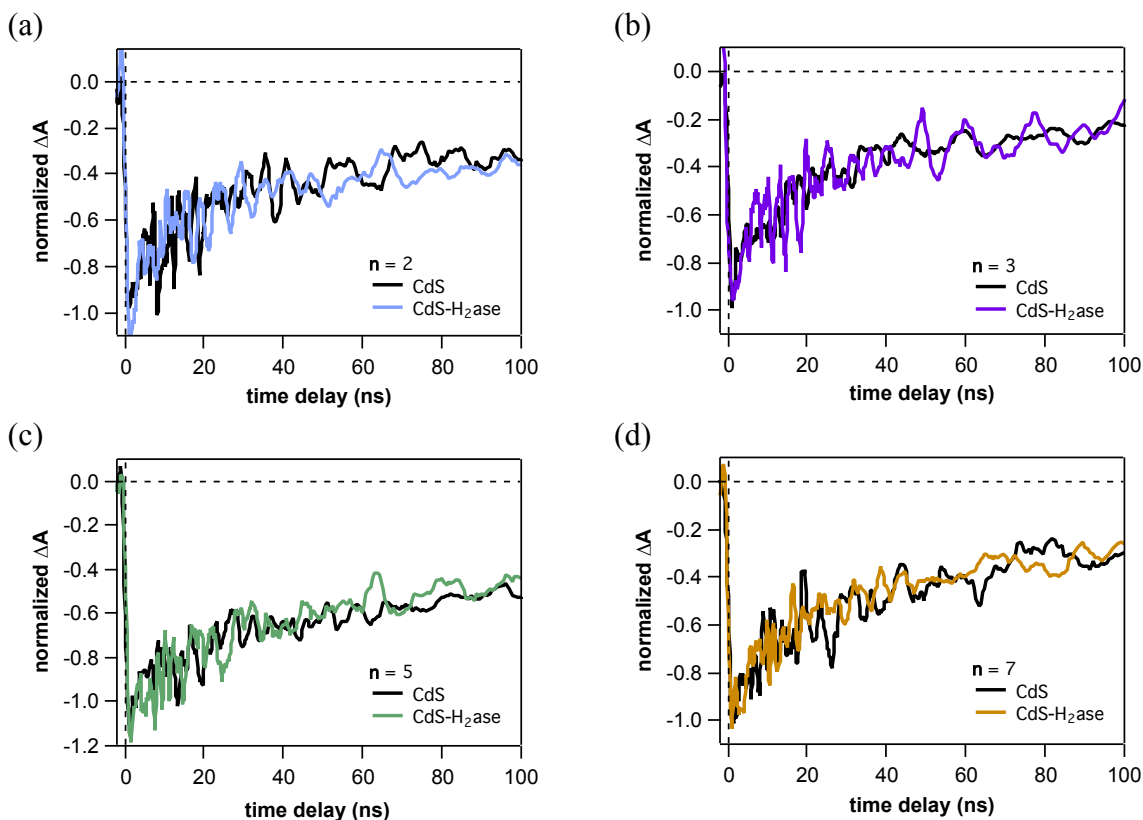 (a)
0.0
-0.2
-0.4
-0.6
-0.8
-1.0
normalized ΔA
n = 2
CdS
CdS-H₂ase
0 20 40 60 80 100
time delay (ns)
(b)
0.0
-0.2
-0.4
-0.6
-0.8
-1.0
normalized ΔA
n = 3
CdS
CdS-H₂ase
0 20 40 60 80 100
time delay (ns)
(c)
0.0
-0.2
-0.4
-0.6
-0.8
-1.0
-1.2
normalized ΔA
n = 5
CdS
CdS-H₂ase
0 20 40 60 80 100
time delay (ns)
(d)
0.0
-0.2
-0.4
-0.6
-0.8
-1.0
normalized ΔA
n = 7
CdS
CdS-H₂ase
0 20 40 60 80 100
time delay (ns)